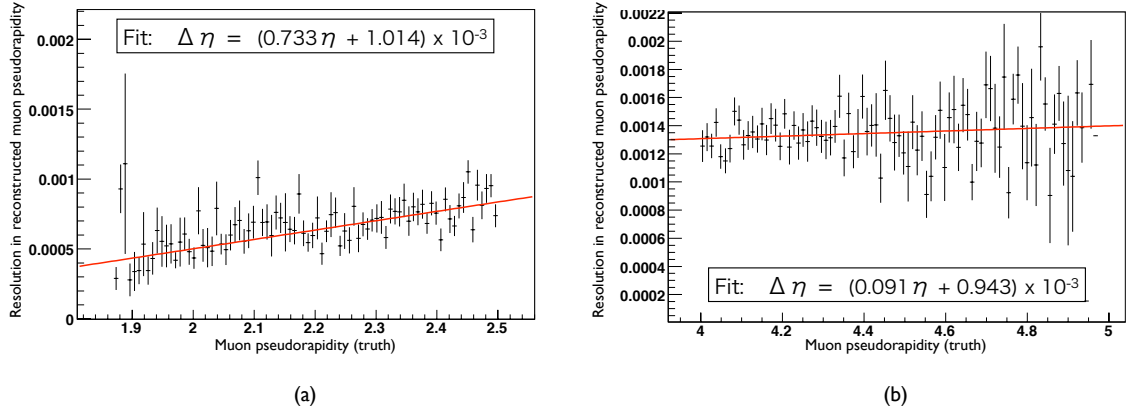 Resolution in reconstructed muon pseudorapidity
0.002
0.0015
0.001
0.0005
0
Fit: Δ η = (0.733 η + 1.014) x 10-3
1.9 2 2.1 2.2 2.3 2.4 2.5
Muon pseudorapidity (truth)
(a)
Resolution in reconstructed muon pseudorapidity
0.0022
0.002
0.0018
0.0016
0.0014
0.0012
0.001
0.0008
0.0006
0.0004
0.0002
Fit: Δ η = (0.091 η + 0.943) x 10-3
4 4.2 4.4 4.6 4.8 5
Muon pseudorapidity (truth)
(b)